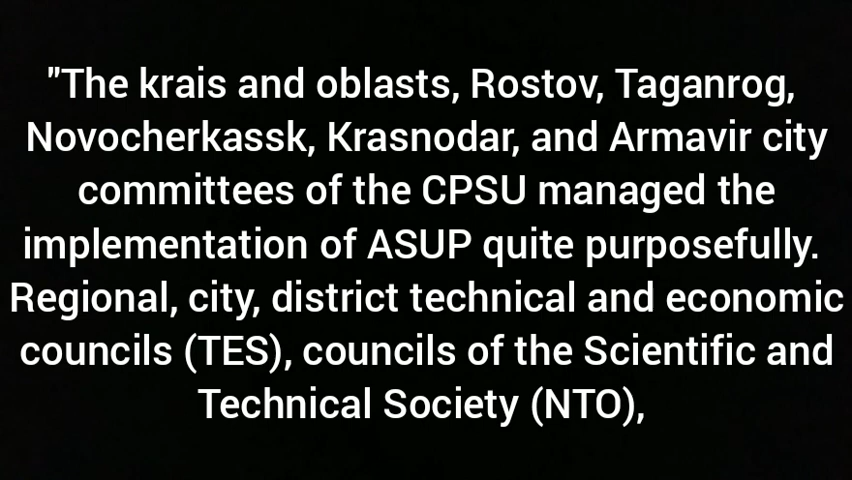 "The krais and oblasts, Rostov, Taganrog,
Novocherkassk, Krasnodar, and Armavir city
committees of the CPSU managed the
implementation of ASUP quite purposefully.
Regional, city, district technical and economic
councils (TES), councils of the Scientific and
Technical Society (NTO),